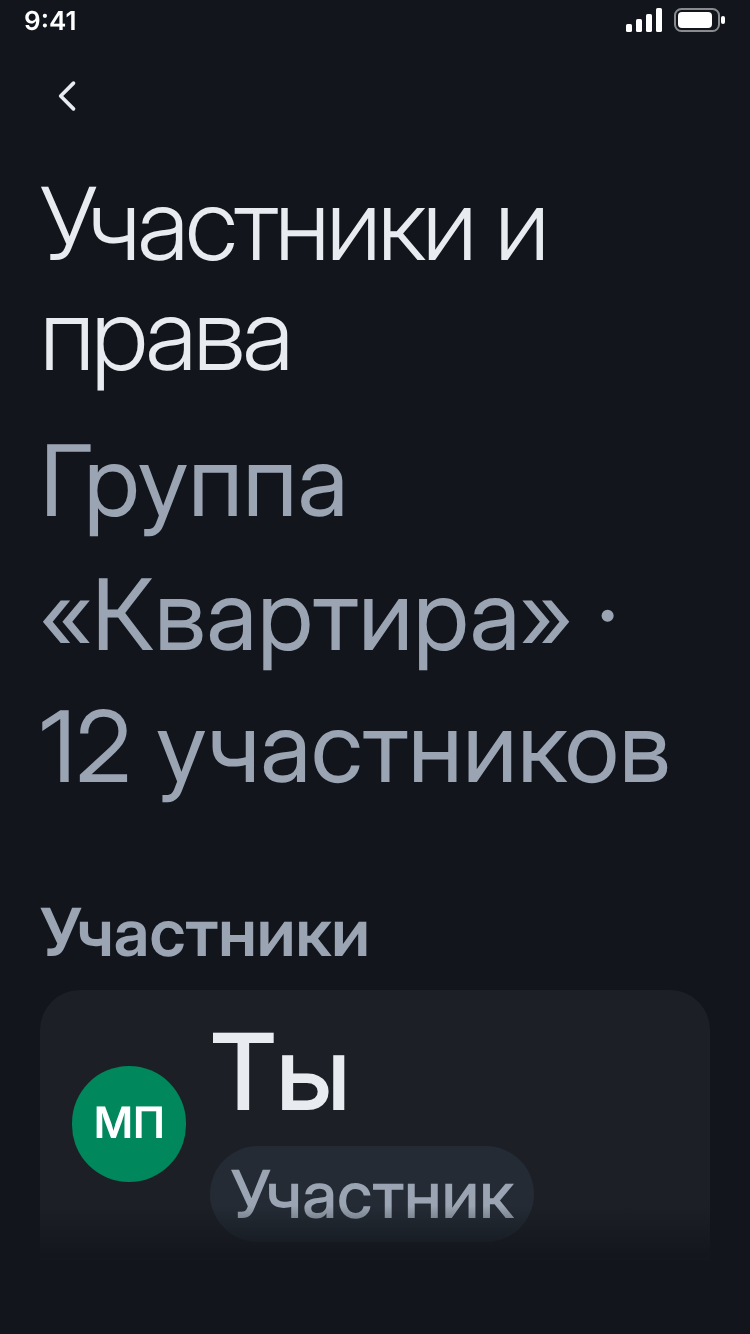 9:41
Участники и
права
Группа
«Квартира» ·
12 участников
Участники
Ты
МП
Участник